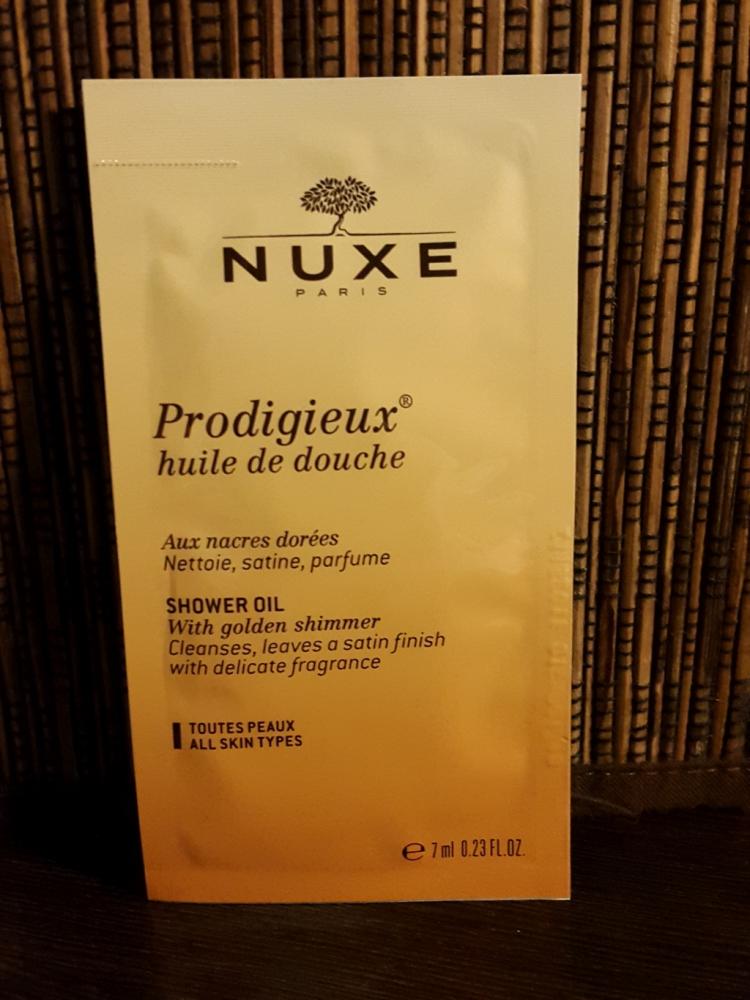 NUXE
PARIS
Prodigieux®
huile de douche
Aux nacres dorées
Nettoie, satine, parfume
SHOWER OIL
With golden shimmer
Cleanses, leaves a satin finish
with delicate fragrance
TOUTES PEAUX
ALL SKIN TYPES
℮ 7 ml 0.23 FL.OZ.